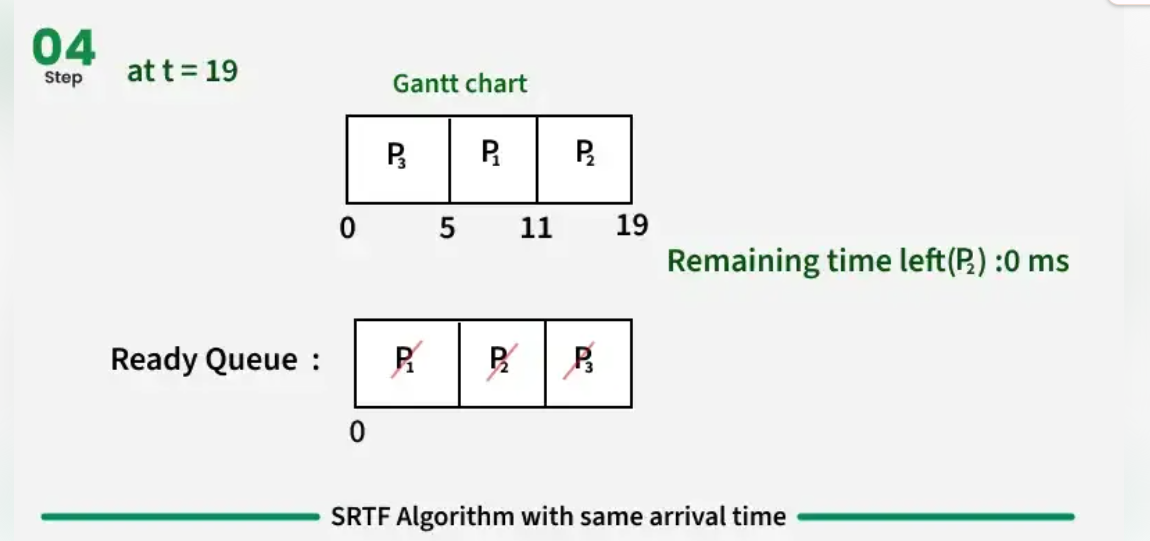 04
Step
at t = 19
Gantt chart
P3 P1 P2
0 5 11 19
Remaining time left(P2) :0 ms
Ready Queue :
P1 P2 P3
0
SRTF Algorithm with same arrival time